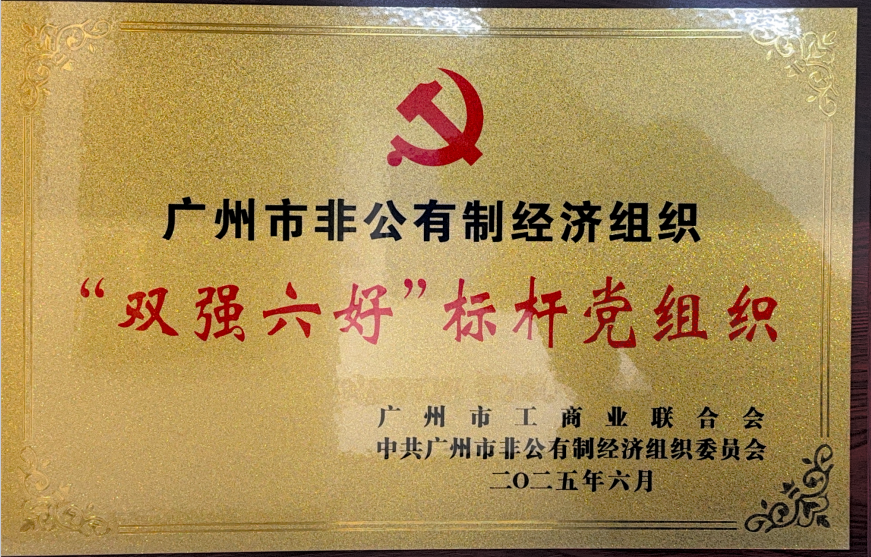 广州市非公有制经济组织
“双强六好”标杆党组织
广州市工商业联合会
中共广州市非公有制经济组织委员会
二O二五年六月